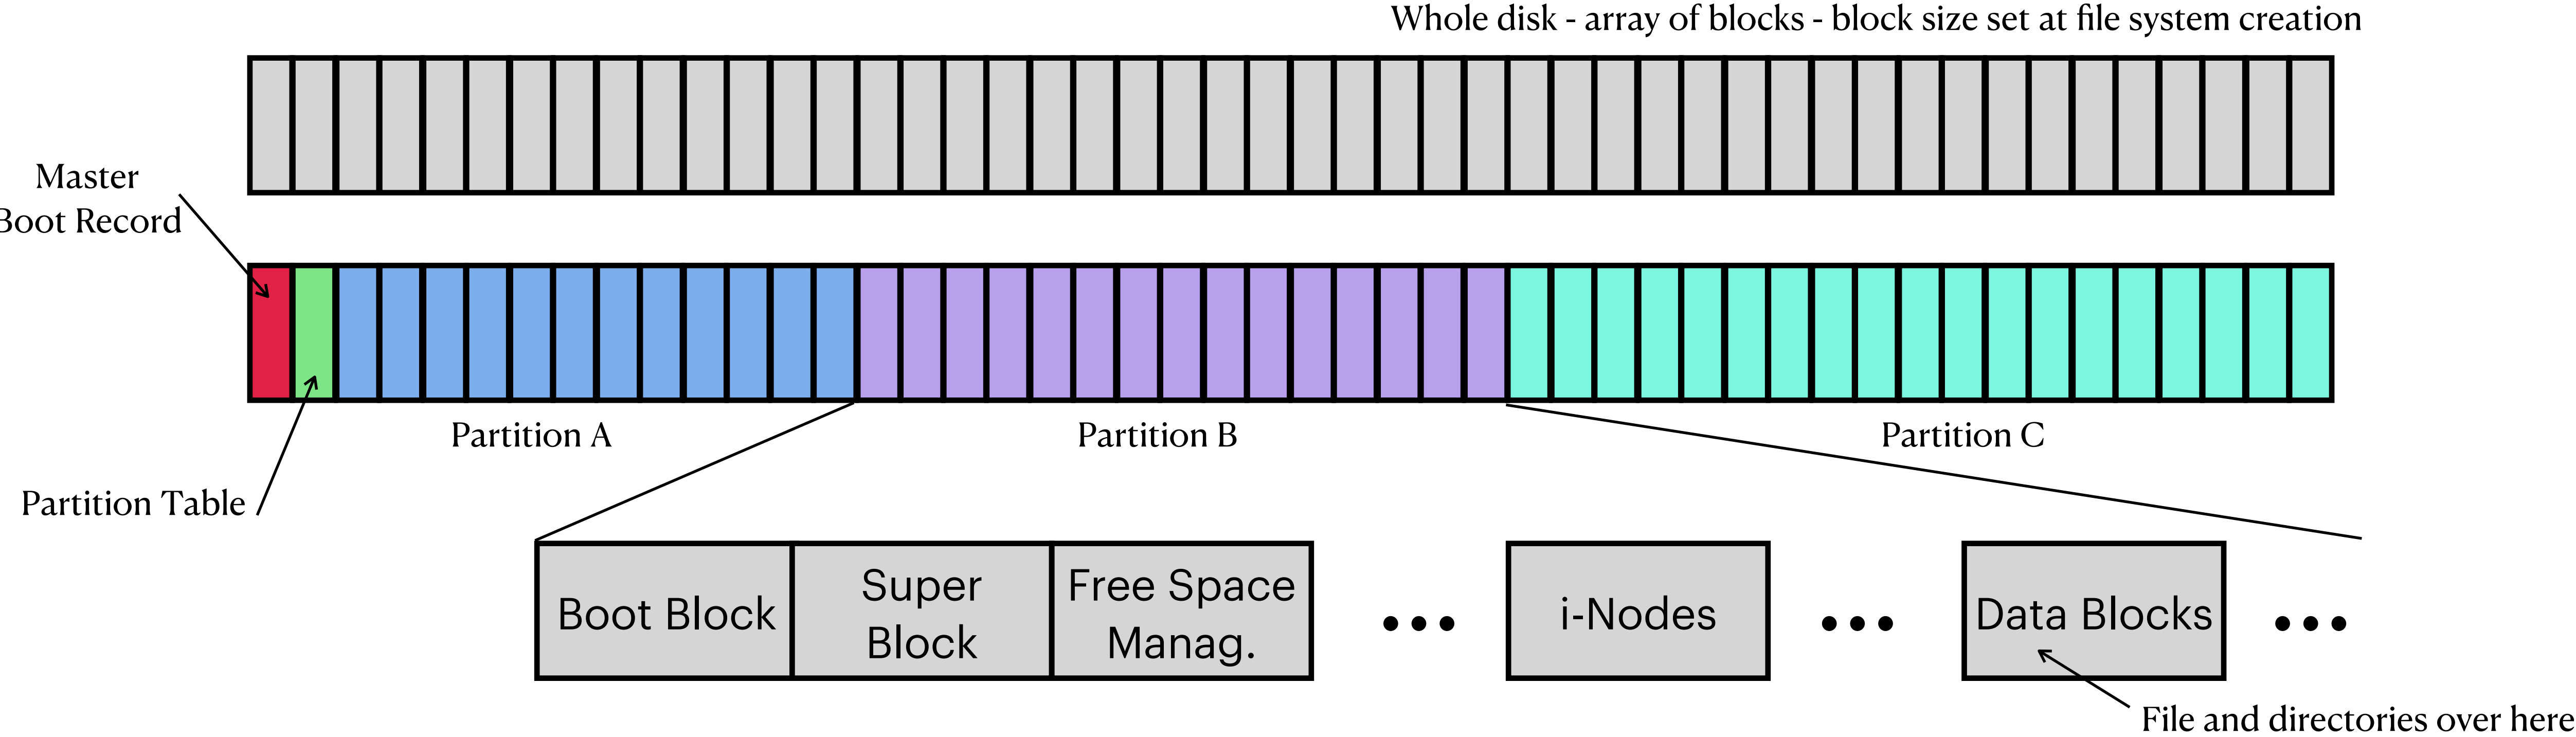 Whole disk - array of blocks - block size set at file system creation
Master
Boot Record
Partition A
Partition B
Partition C
Partition Table
Boot Block
Super
Block
Free Space
Manag.
i-Nodes
Data Blocks
File and directories over here